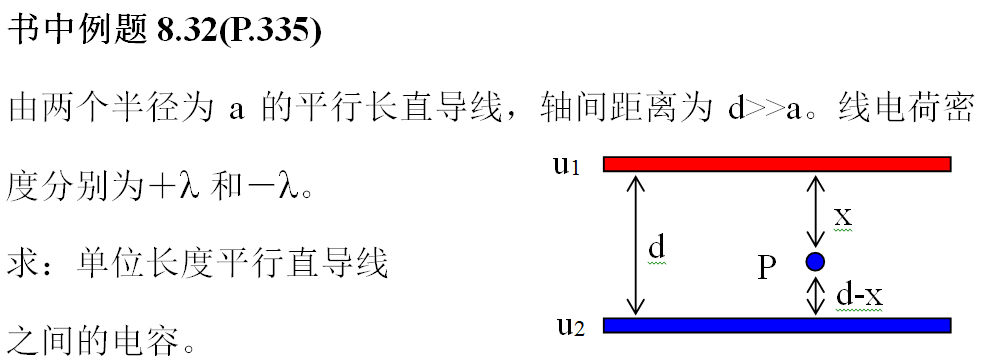 书中例题 8.32(P.335)
由两个半径为 a 的平行长直导线，轴间距离为 d>>a。线电荷密
度分别为＋λ 和－λ。
求：单位长度平行直导线
之间的电容。
u1
d
x
P
d-x
u2